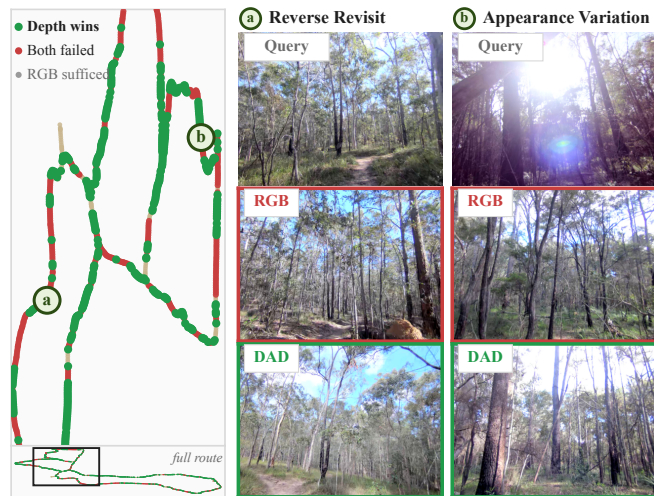 Depth wins
Both failed
RGB sufficed
b
a
full route
a Reverse Revisit
Query
RGB
DAD
b Appearance Variation
Query
RGB
DAD